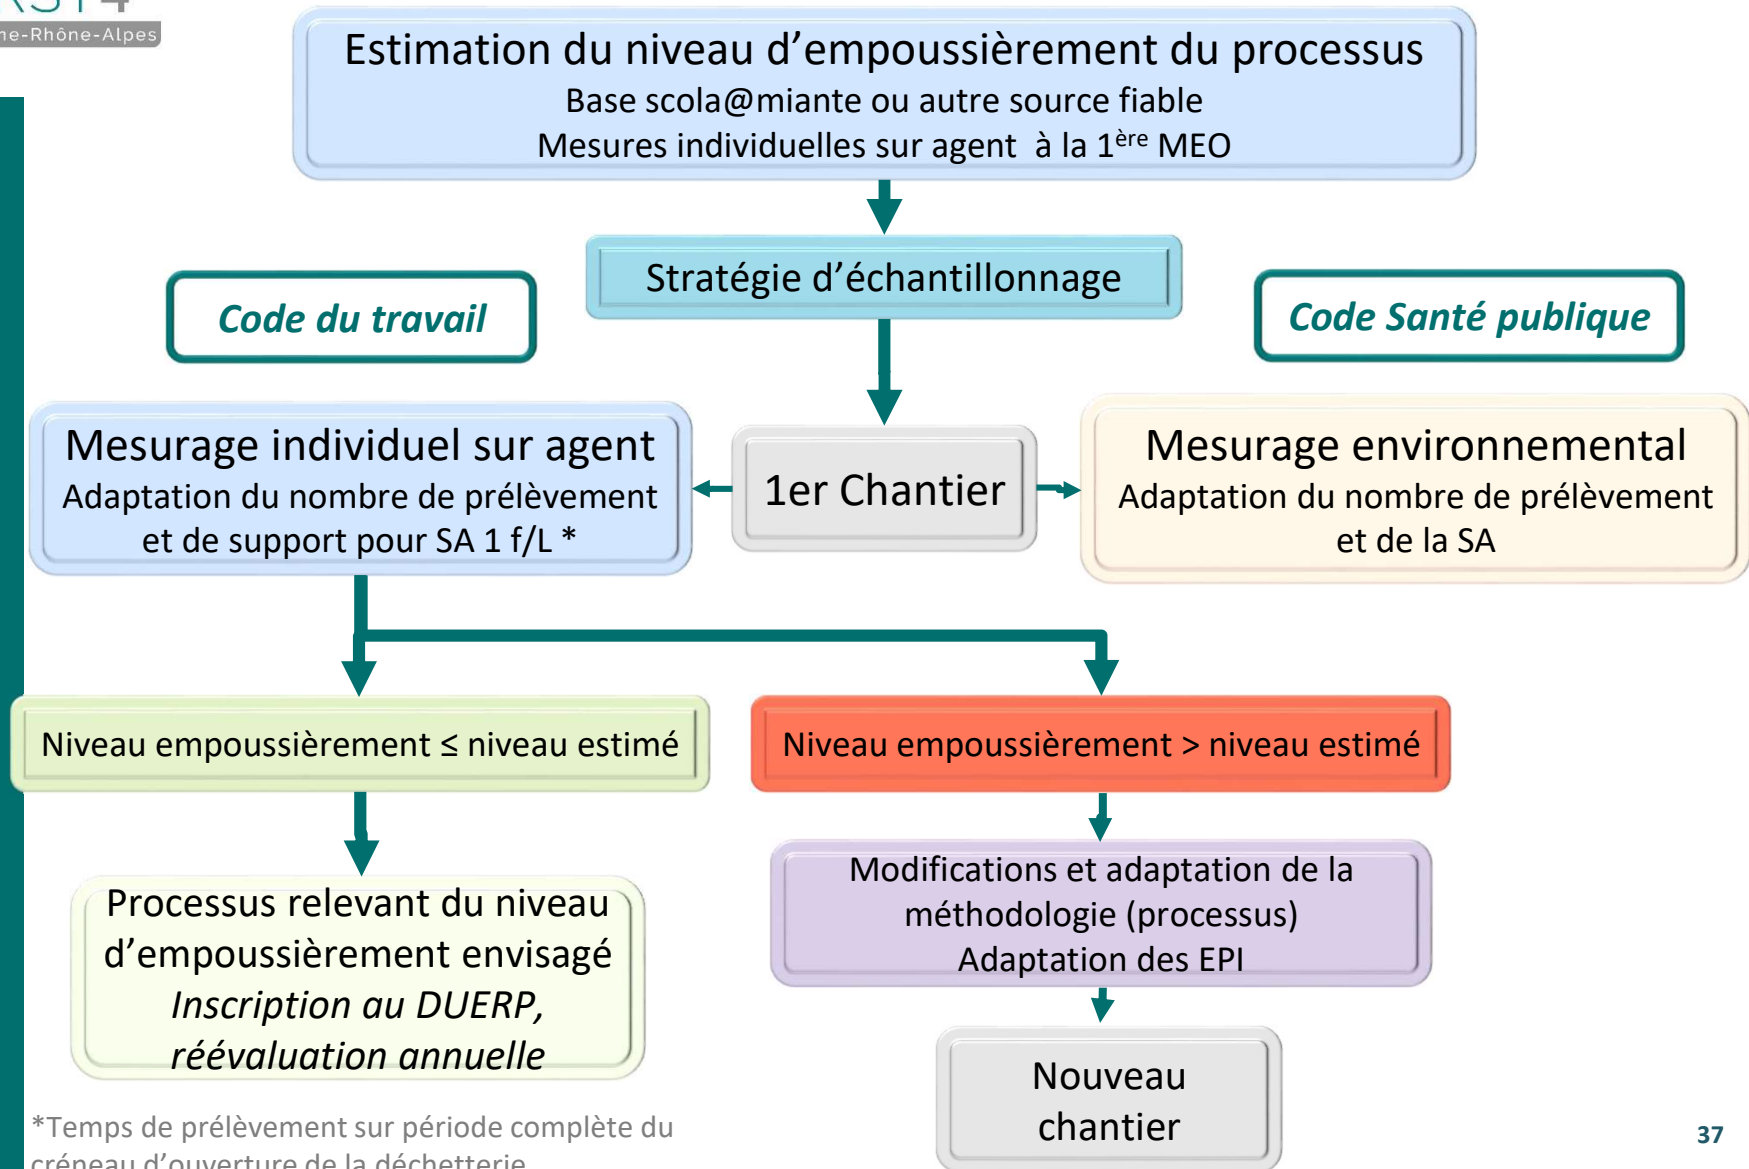 ne-Rhône-Alpes
Estimation du niveau d’empoussièrement du processus
Base scola@miante ou autre source fiable
Mesures individuelles sur agent à la 1ère MEO
Stratégie d’échantillonnage
Code du travail
Code Santé publique
Mesurage individuel sur agent
Adaptation du nombre de prélèvement
et de support pour SA 1 f/L *
1er Chantier
Mesurage environnemental
Adaptation du nombre de prélèvement
et de la SA
Niveau empoussièrement ≤ niveau estimé
Niveau empoussièrement > niveau estimé
Processus relevant du niveau
d’empoussièrement envisagé
Inscription au DUERP,
réévaluation annuelle
Modifications et adaptation de la
méthodologie (processus)
Adaptation des EPI
Nouveau
chantier
*Temps de prélèvement sur période complète du
créneau d’ouverture de la déchetterie
37